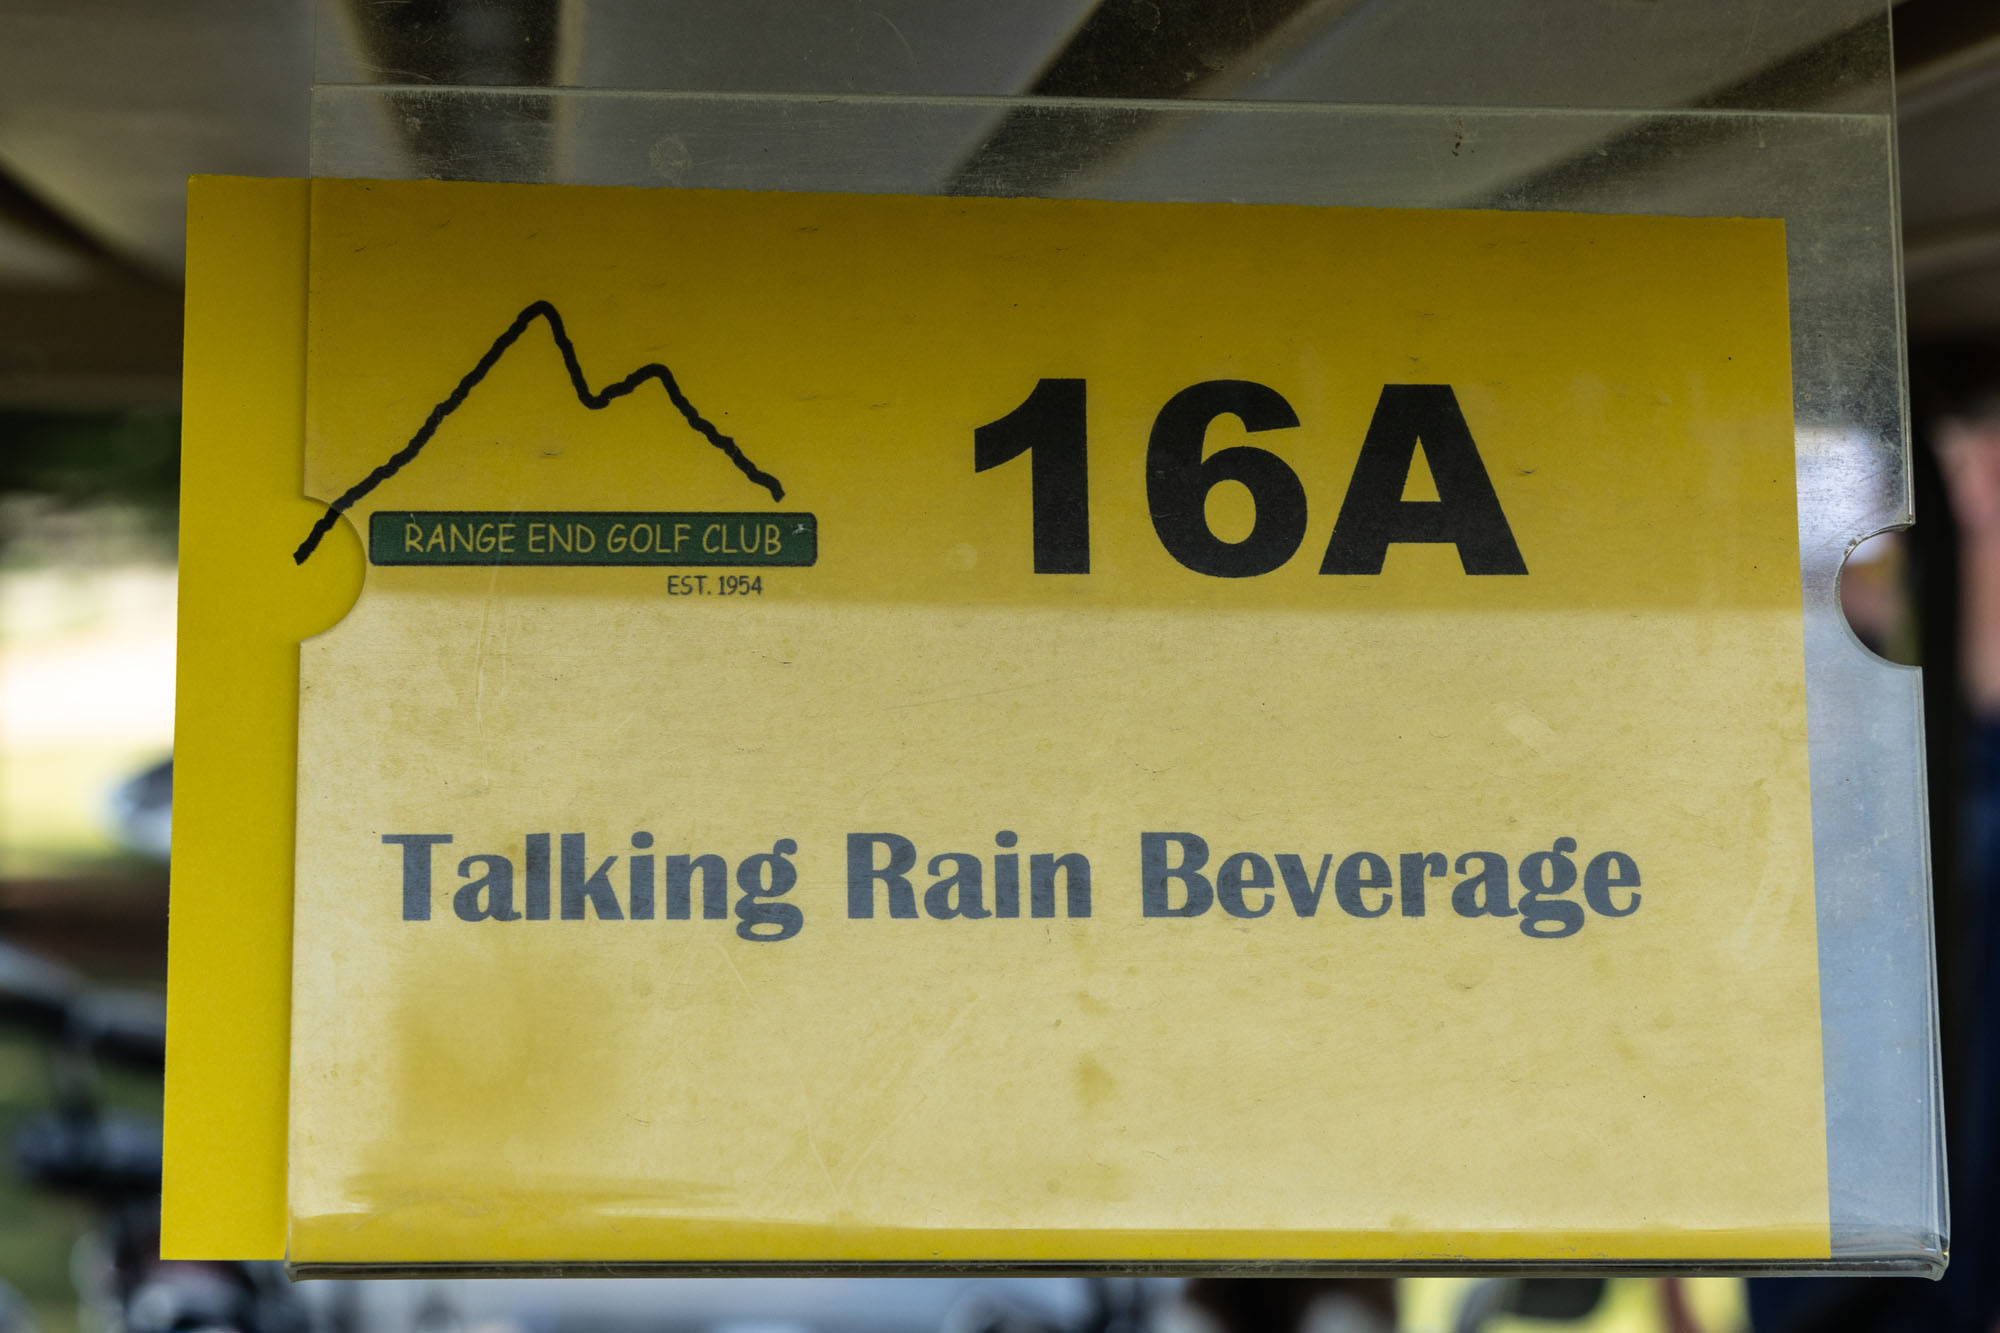 16A
RANGE END GOLF CLUB
EST. 1954
Talking Rain Beverage